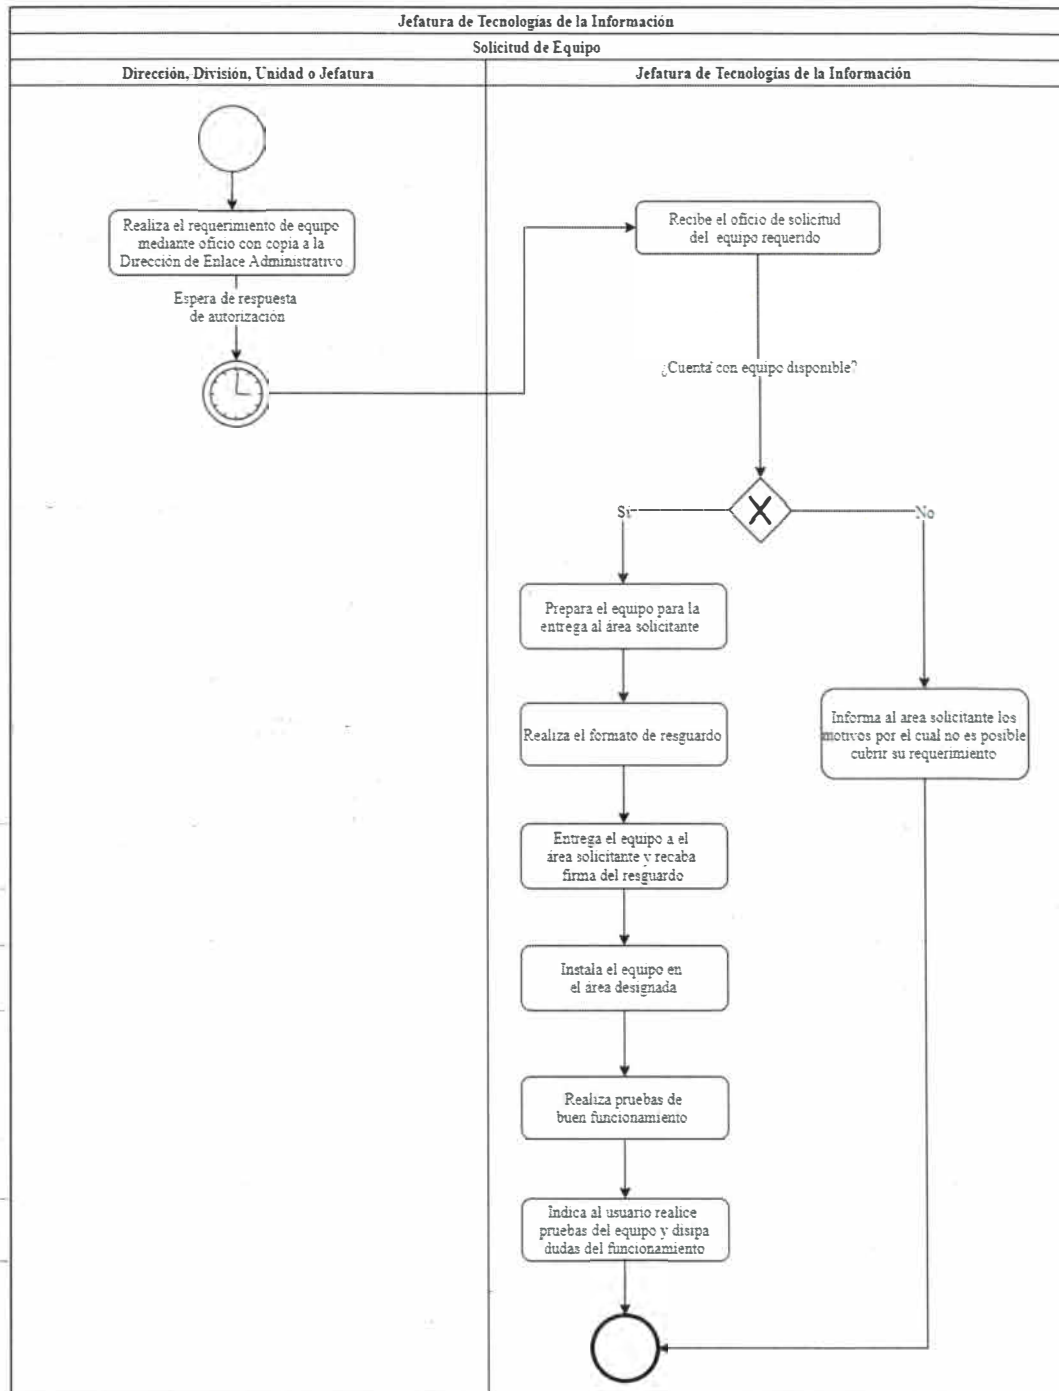 Jefatura de Tecnologías de la Información
Solicitud de Equipo
Dirección, División, Unidad o Jefatura
Jefatura de Tecnologías de la Información
Realiza el requerimiento de equipo
mediante oficio con copia a la
Dirección de Enlace Administrativo
Espera de respuesta
de autorización
Recibe el oficio de solicitud
del equipo requerido
¿Cuenta con equipo disponible?
Sí
No
Prepara el equipo para la
entrega al área solicitante
Realiza el formato de resguardo
Informa al area solicitante los
motivos por el cual no es posible
cubrir su requerimiento
Entrega el equipo a el
área solicitante y recaba
firma del resguardo
Instala el equipo en
el área designada
Realiza pruebas de
buen funcionamiento
Indica al usuario realice
pruebas del equipo y disipa
dudas del funcionamiento